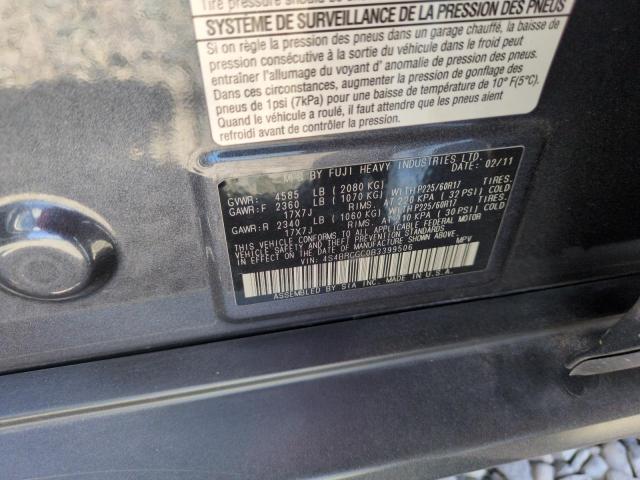 Tire pressure should be
SYSTÈME DE SURVEILLANCE DE LA PRESSION DES PNEUS
Si on règle la pression des pneus dans un garage chauffé, la baisse de
pression consécutive à la sortie du véhicule dans le froid peut
entraîner l'allumage du voyant d' anomalie de pression des pneus.
Dans ces circonstances, augmenter la pression de gonflage des
pneus de 1psi (7kPa) pour une baisse de température de 10° F(5°C).
Quand le véhicule a roulé, il faut attendre que les pneus aient
refroidi avant de contrôler la pression.
MFD BY FUJI HEAVY INDUSTRIES LTD. 02/11
GVWR: 4585 LB (2080 KG)
GAWR:F 2360 LB (1070 KG) WITH P225/60R17 TIRES.
17X7J RIMS. AT 220 KPA (32 PSI) COLD
GAWR:R 2340 LB (1060 KG) WITH P225/60R17 TIRES.
17X7J RIMS. AT 210 KPA (30 PSI) COLD
THIS VEHICLE CONFORMS TO ALL APPLICABLE FEDERAL MOTOR
VEHICLE SAFETY AND THEFT PREVENTION STANDARDS IN
EFFECT ON THE DATE OF MANUFACTURE SHOWN ABOVE.
VIN: 4S4BRCGC0B3399506 MPV
ASSEMBLED BY SIA INC. MADE IN U.S.A.